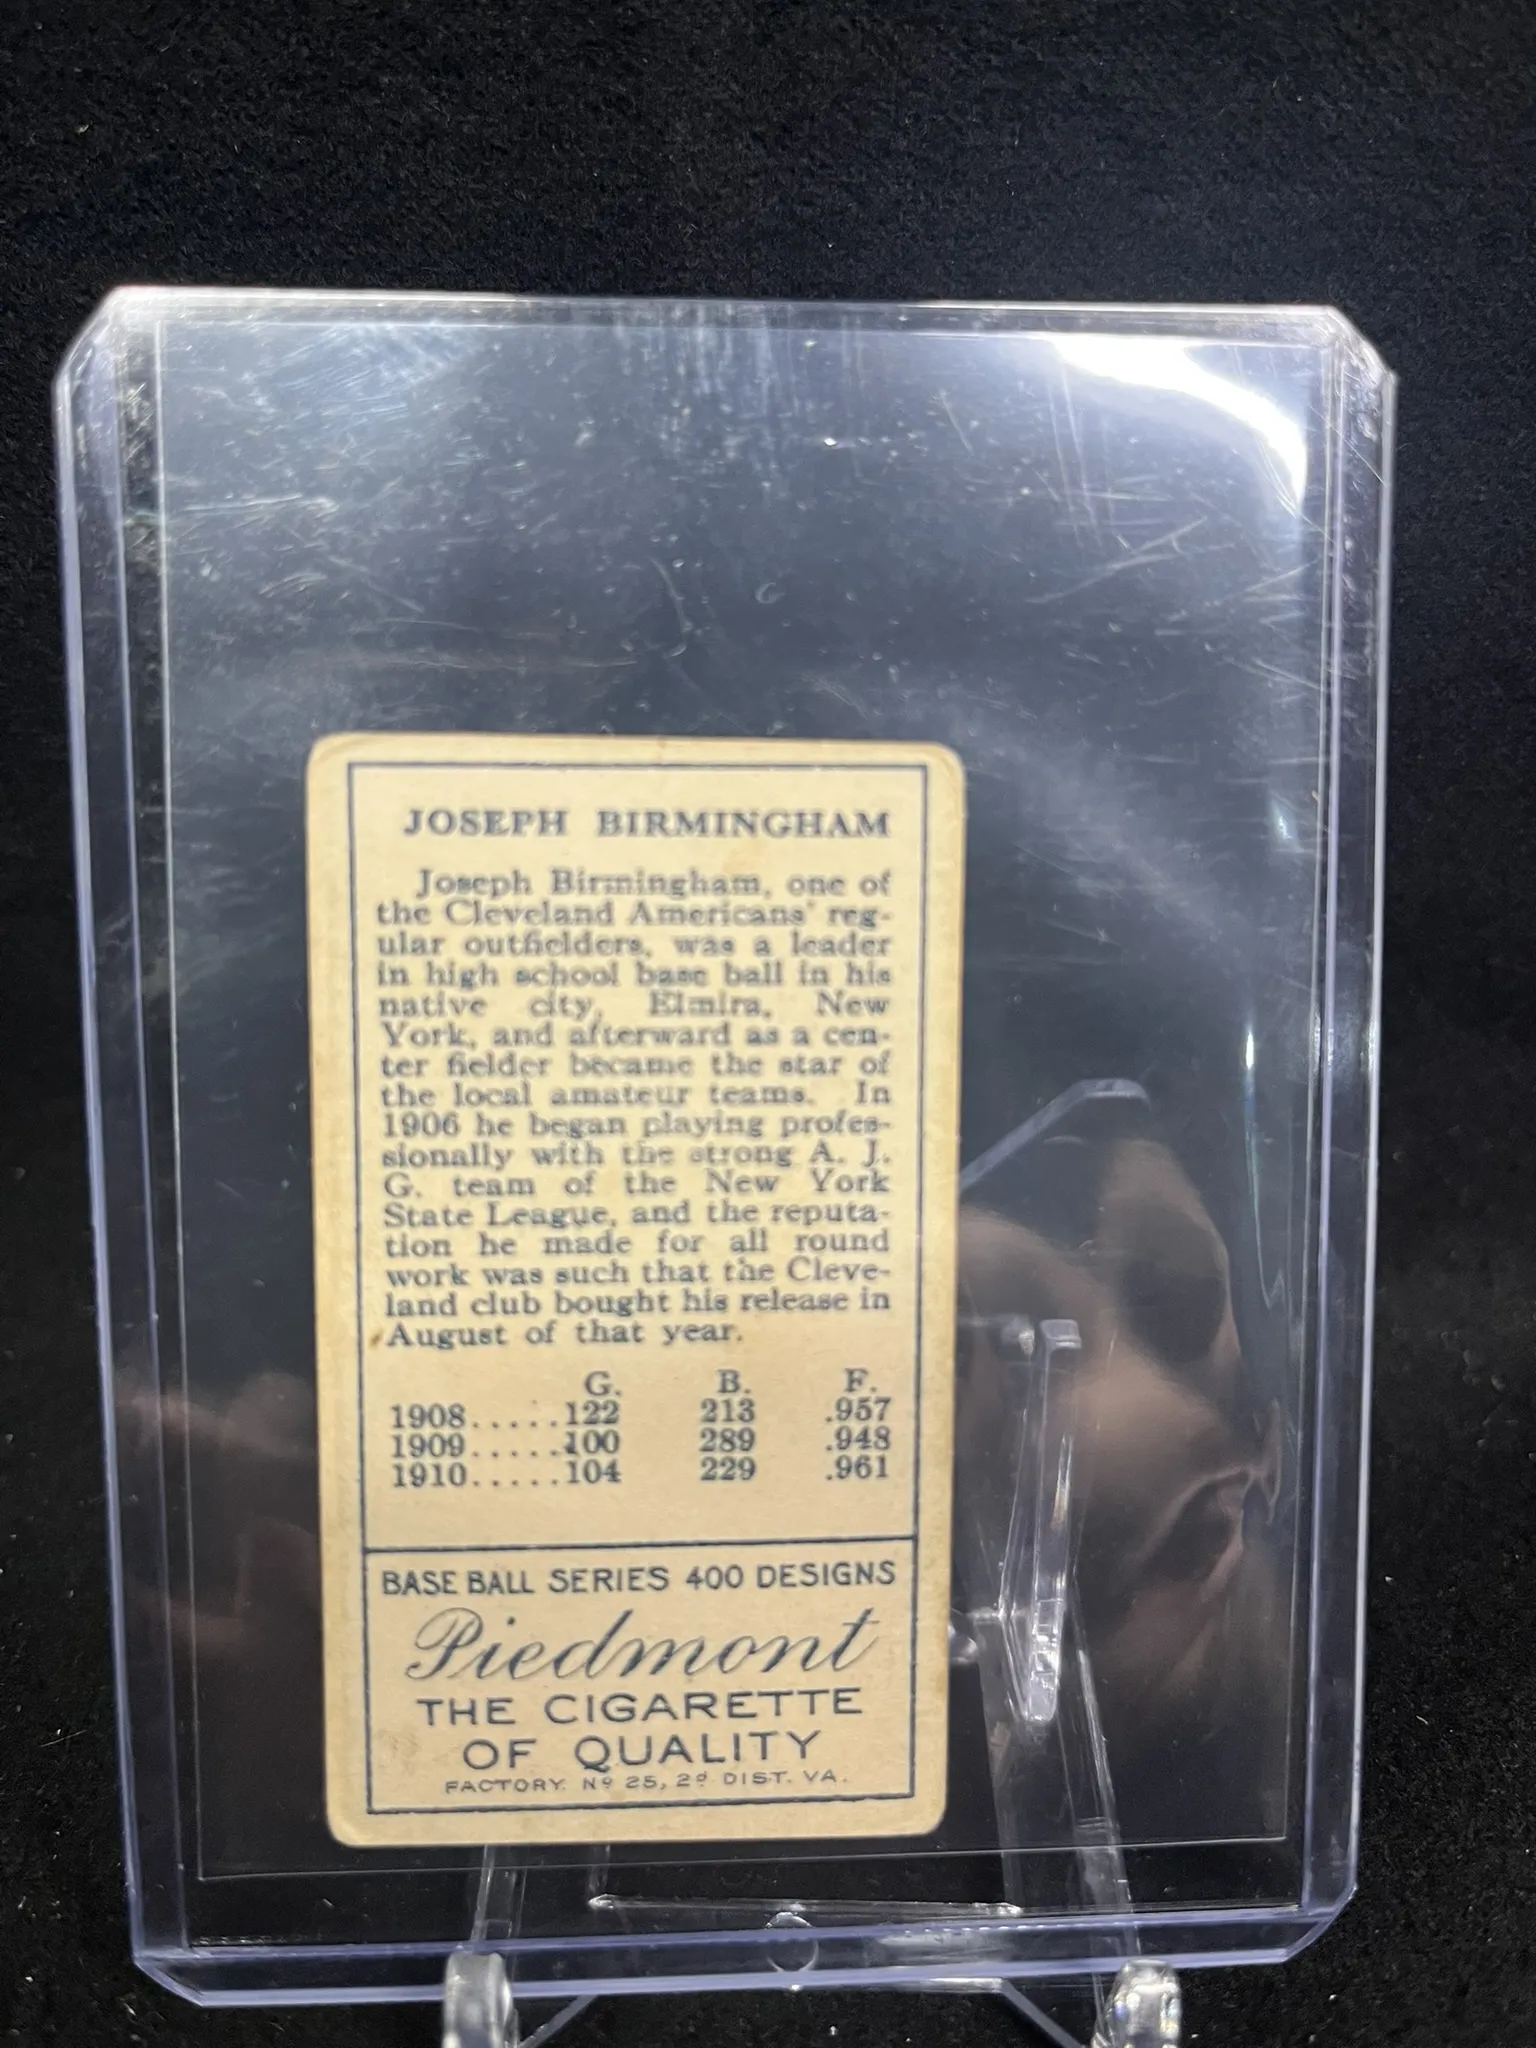 JOSEPH BIRMINGHAM
Joseph Birmingham, one of
the Cleveland Americans' reg-
ular outfielders, was a leader
in high school base ball in his
native city, Elmira, New
York, and afterward as a cen-
ter fielder became the star of
the local amateur teams. In
1906 he began playing profes-
sionally with the strong A. J.
G. team of the New York
State League, and the reputa-
tion he made for all round
work was such that the Cleve-
land club bought his release in
August of that year.
G. B. F.
1908.....122 213 .957
1909.....100 289 .948
1910.....104 229 .961
BASE BALL SERIES 400 DESIGNS
Piedmont
THE CIGARETTE
OF QUALITY
FACTORY. Nº 25, 2ᵈ DIST. VA.